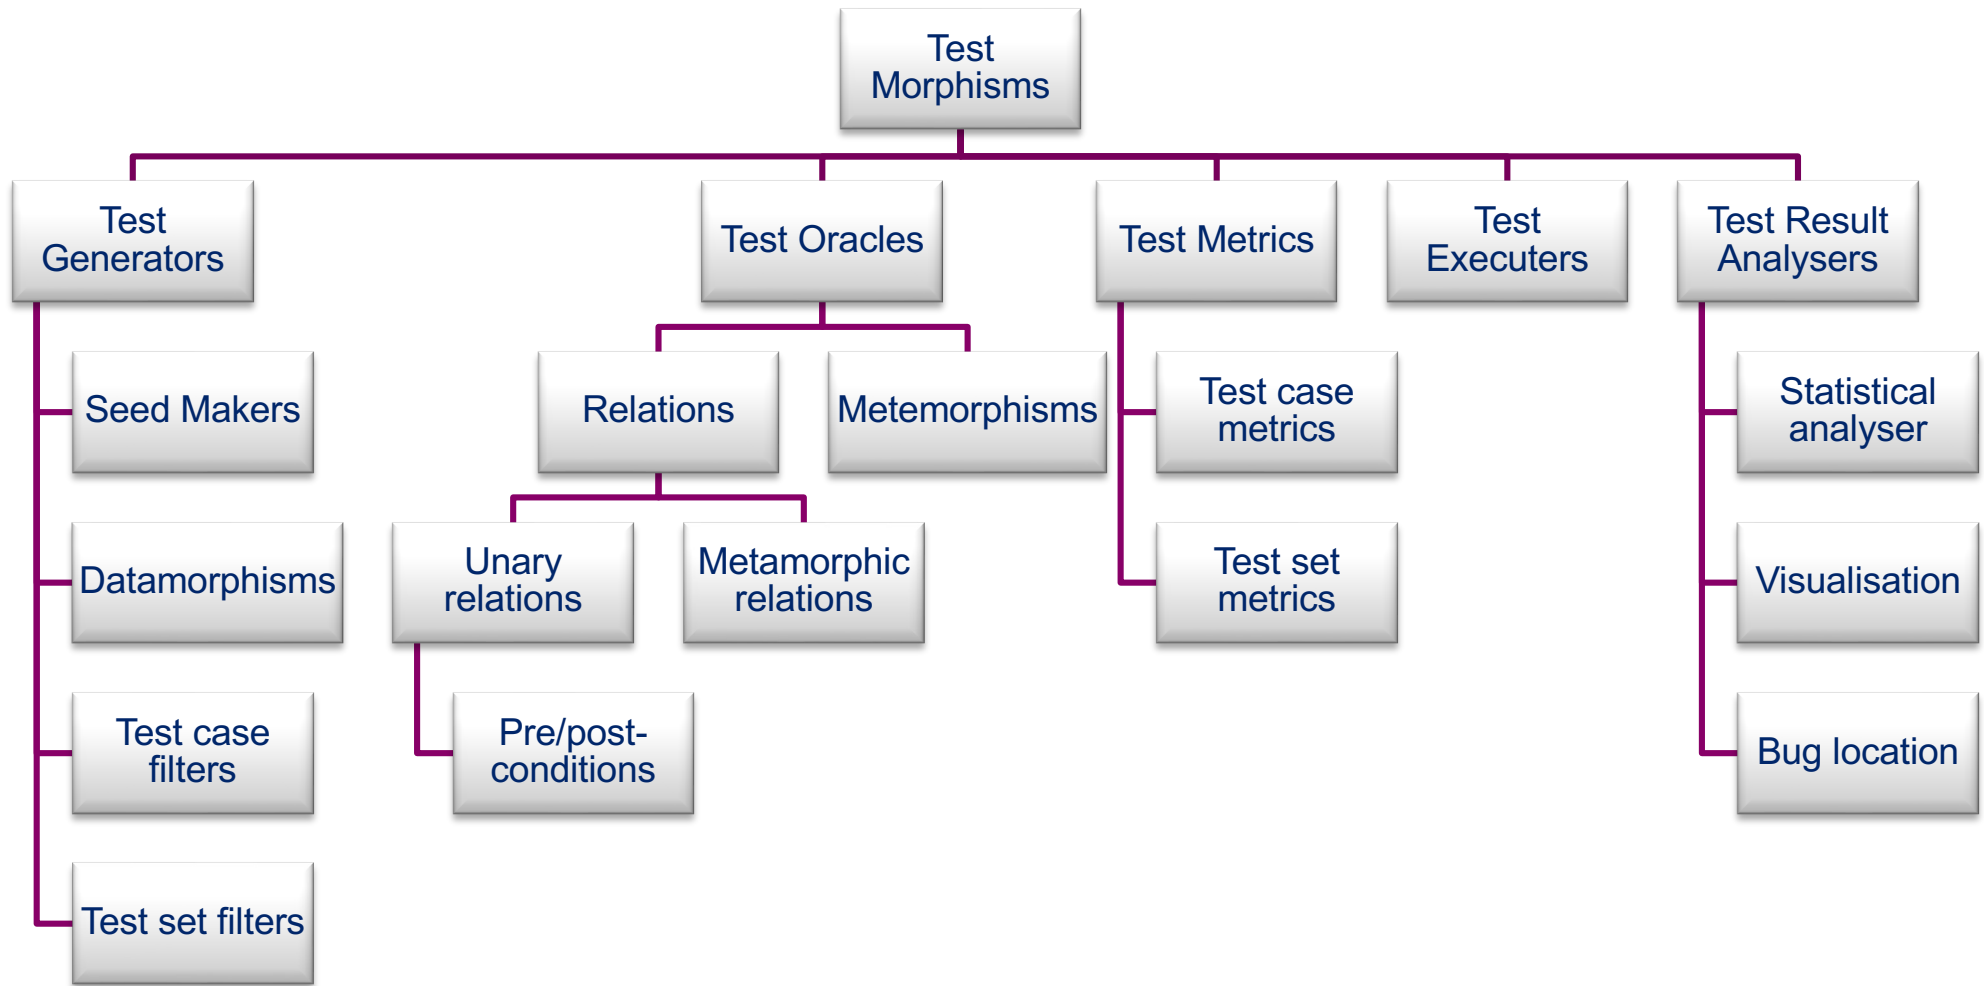 Test
Morphisms
Test
Generators
Test Oracles
Test Metrics
Test
Executers
Test Result
Analysers
Seed Makers
Relations
Metemorphisms
Test case
metrics
Statistical
analyser
Datamorphisms
Unary
relations
Metamorphic
relations
Test set
metrics
Visualisation
Test case
filters
Pre/post-
conditions
Bug location
Test set filters